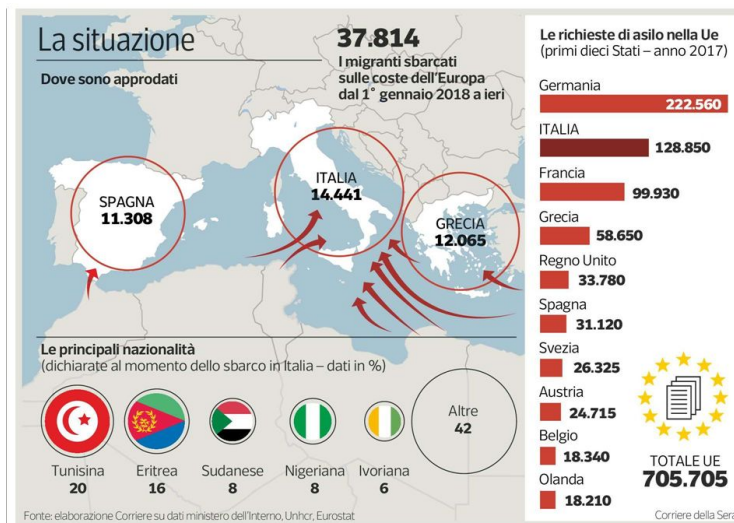 La situazione
Dove sono approdati
37.814
I migranti sbarcati
sulle coste dell'Europa
dal 1° gennaio 2018 a ieri
SPAGNA
11.308
ITALIA
14.441
GRECIA
12.065
Le principali nazionalità
(dichiarate al momento dello sbarco in Italia – dati in %)
Tunisina
20
Eritrea
16
Sudanese
8
Nigeriana
8
Ivoriana
6
Altre
42
Fonte: elaborazione Corriere su dati ministero dell'Interno, Unhcr, Eurostat
Le richieste di asilo nella Ue
(primi dieci Stati – anno 2017)
Germania
222.560
ITALIA
128.850
Francia
99.930
Grecia
58.650
Regno Unito
33.780
Spagna
31.120
Svezia
26.325
Austria
24.715
Belgio
18.340
Olanda
18.210
TOTALE UE
705.705
Corriere della Sera